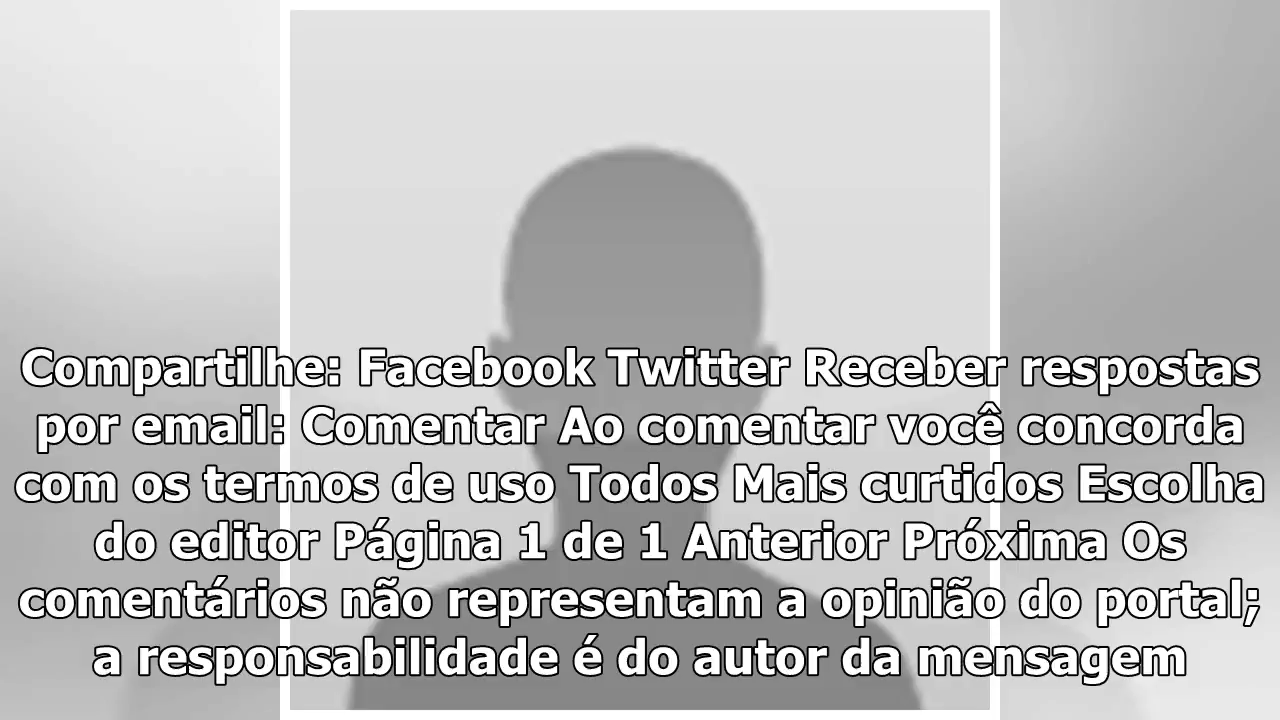 Compartilhe: Facebook Twitter Receber respostas
por email: Comentar Ao comentar você concorda
com os termos de uso Todos Mais curtidos Escolha
do editor Página 1 de 1 Anterior Próxima Os
comentários não representam a opinião do portal;
a responsabilidade é do autor da mensagem